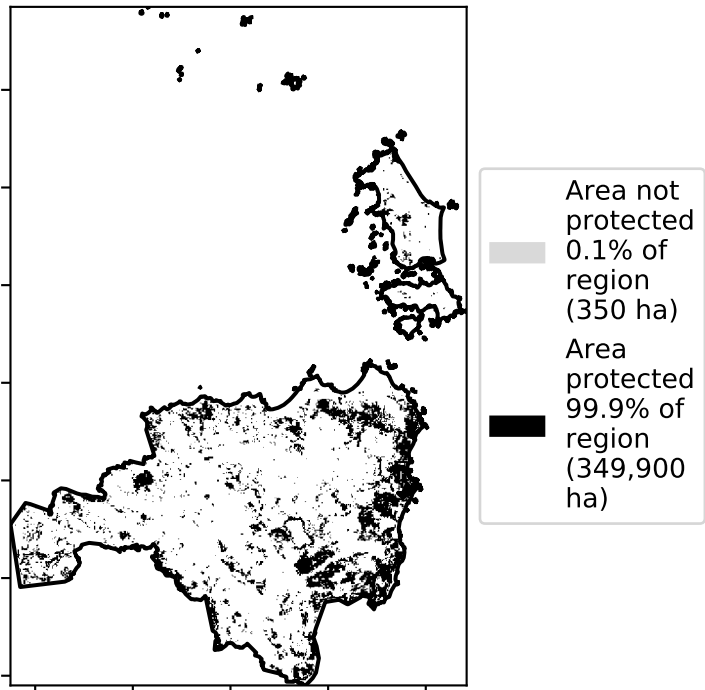 Area not
protected
0.1% of
region
(350 ha)
Area
protected
99.9% of
region
(349,900
ha)